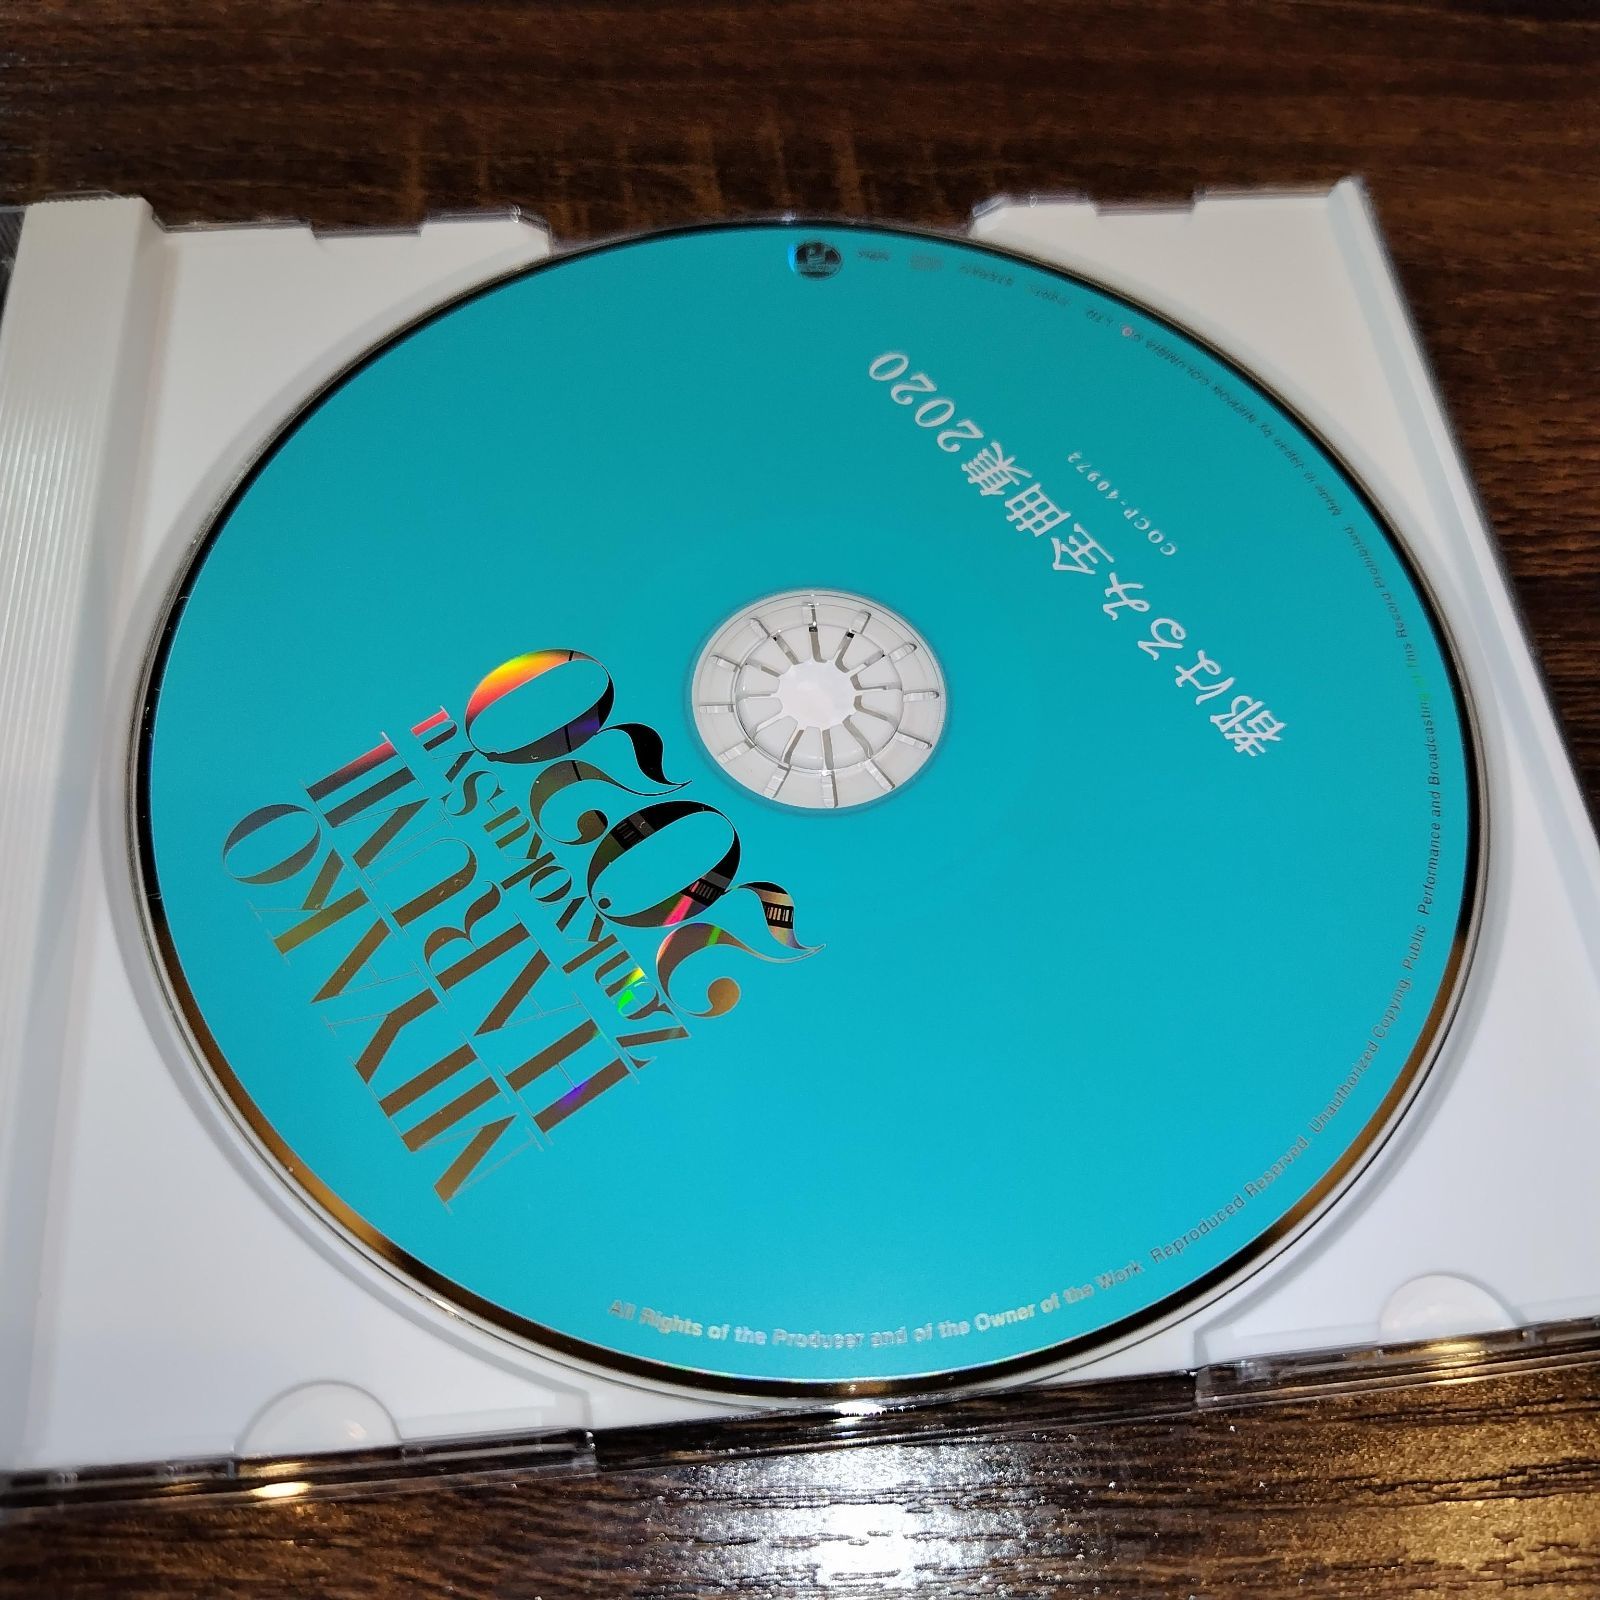 都はるみ全曲集2020
COCP-40973
MIYAKO
HARUMI
Zenkyoku-Syu
2020
All Rights of the Producer and of the Owner of the Work Reproduced Reserved. Unauthorized Copying. Public Performance and Broadcasting of This Record Prohibited. Made in Japan by NIPPON COLUMBIA CO., LTD.